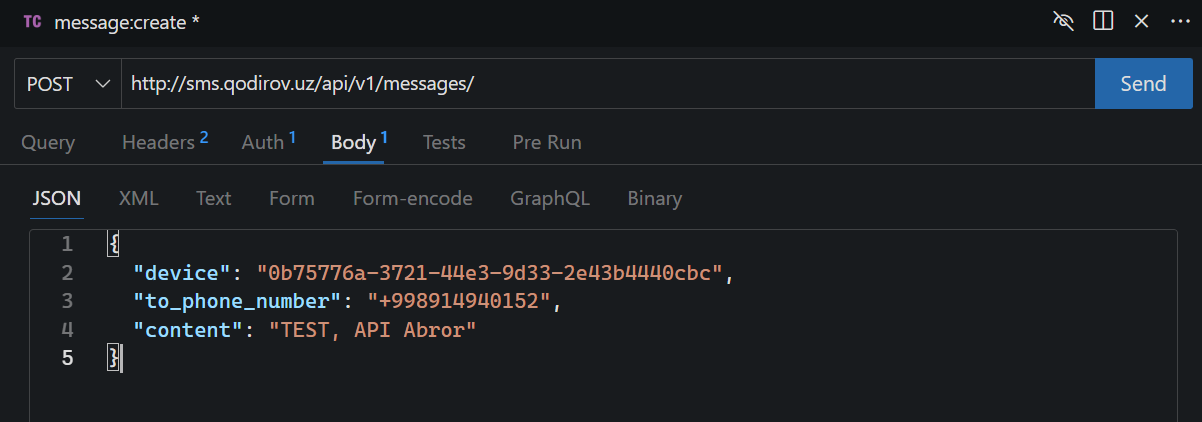 TC message:create *
POST http://sms.qodirov.uz/api/v1/messages/ Send
Query Headers 2 Auth 1 Body 1 Tests Pre Run
JSON XML Text Form Form-encode GraphQL Binary
1 {
2 "device": "0b75776a-3721-44e3-9d33-2e43b4440cbc",
3 "to_phone_number": "+998914940152",
4 "content": "TEST, API Abror"
5 }